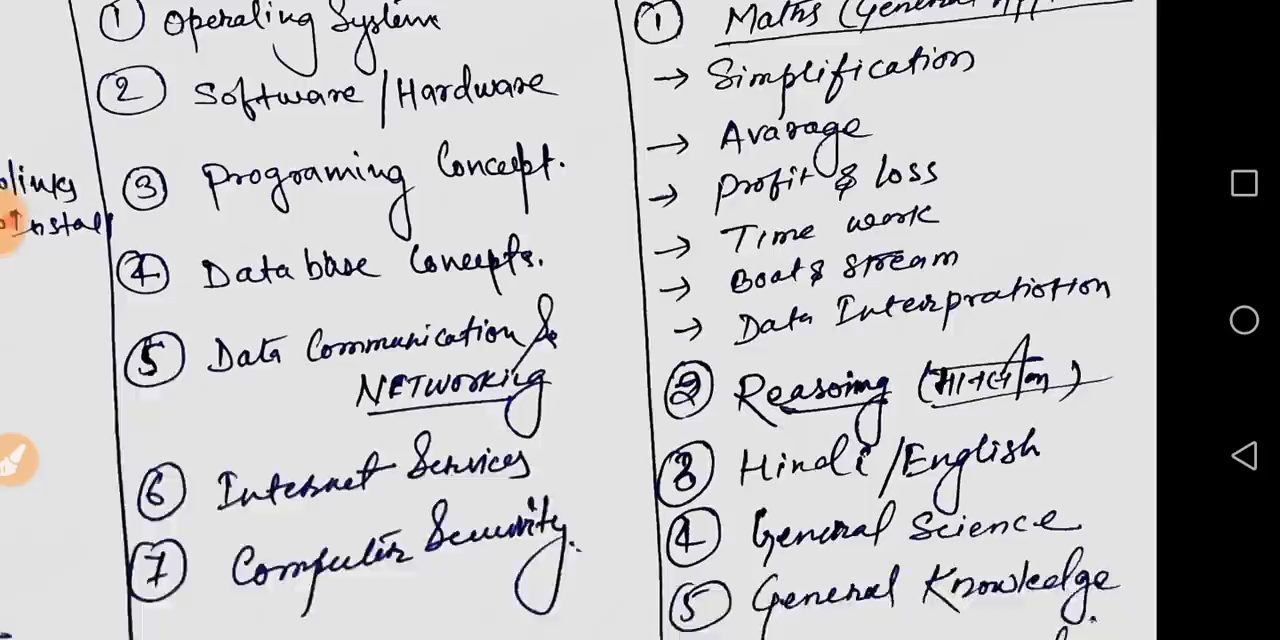 ① Operating System
② Software/Hardware
③ Programing Concept.
④ Database Concepts.
⑤ Data Communication &
NETWORKING
⑥ Internet Services
⑦ Computer Security.
① Maths (General
→ Simplification
→ Avarage
→ Profit & loss
→ Time work
→ Boat & stream
→ Data Interpratiotion
② Reasoing
③ Hindi/English
④ General Science
⑤ General Knowledge